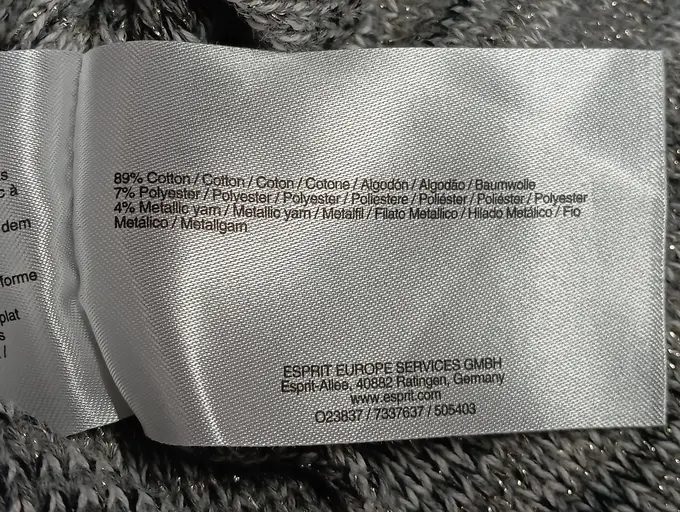 s
c à
dem
forme
plat
s
/
89% Cotton / Cotton / Coton / Cotone / Algodón / Algodão / Baumwolle
7% Polyester / Polyester / Polyester / Poliestere / Poliéster / Poliéster / Polyester
4% Metallic yarn / Metallic yarn / Metalfil / Filato Metallico / Hilado Metálico / Fio
Metálico / Metallgarn
ESPRIT EUROPE SERVICES GMBH
Esprit-Allee, 40882 Ratingen, Germany
www.esprit.com
O23837 / 7337637 / 505403